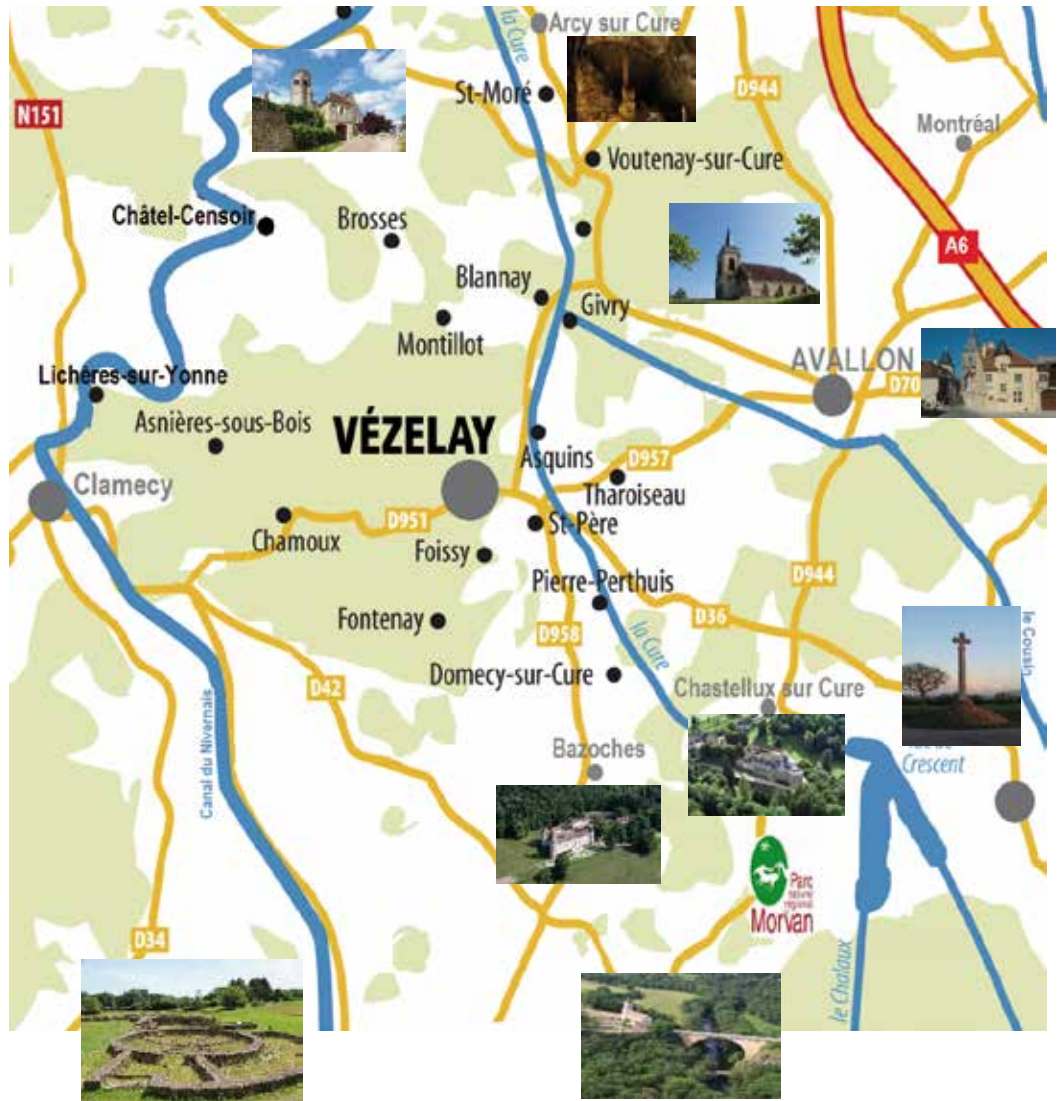 la Cure
Arcy sur Cure
N151
St-Moré
D944
Montréal
Voutenay-sur-Cure
Châtel-Censoir
Brosses
A6
Blannay
Givry
Montillot
AVALLON
Lichères-sur-Yonne
D70
Asnières-sous-Bois
VÉZELAY
Asquins
D957
Clamecy
Tharoiseau
D951
St-Père
Chamoux
Foissy
Pierre-Perthuis
D944
Fontenay
D958
la Cure
D36
le Cousin
Domecy-sur-Cure
D42
Chastellux sur Cure
Canal du Nivernais
Bazoches
Crescent
Parc
naturel
régional
Morvan
D34
le Chalaux